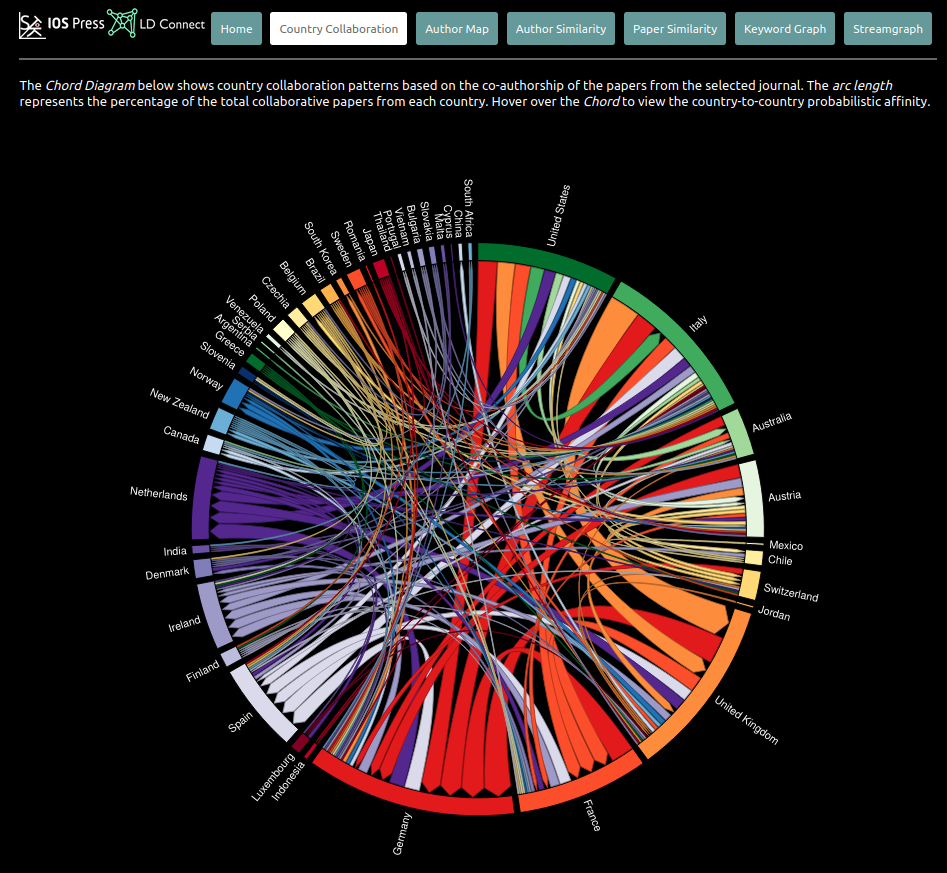 IOS Press LD Connect
Home
Country Collaboration
Author Map
Author Similarity
Paper Similarity
Keyword Graph
Streamgraph
The Chord Diagram below shows country collaboration patterns based on the co-authorship of the papers from the selected journal. The arc length
represents the percentage of the total collaborative papers from each country. Hover over the Chord to view the country-to-country probabilistic affinity.
United States
Italy
Australia
Austria
Mexico
Chile
Switzerland
Jordan
United Kingdom
France
Germany
Indonesia
Luxembourg
Spain
Finland
Ireland
Denmark
India
Netherlands
Canada
New Zealand
Norway
Slovenia
Greece
Argentina
Serbia
Venezuela
Poland
Czechia
Belgium
Brazil
South Korea
Sweden
Romania
Japan
Thailand
Portugal
Vietnam
Bulgaria
Slovakia
Malta
Cyprus
China
South Africa